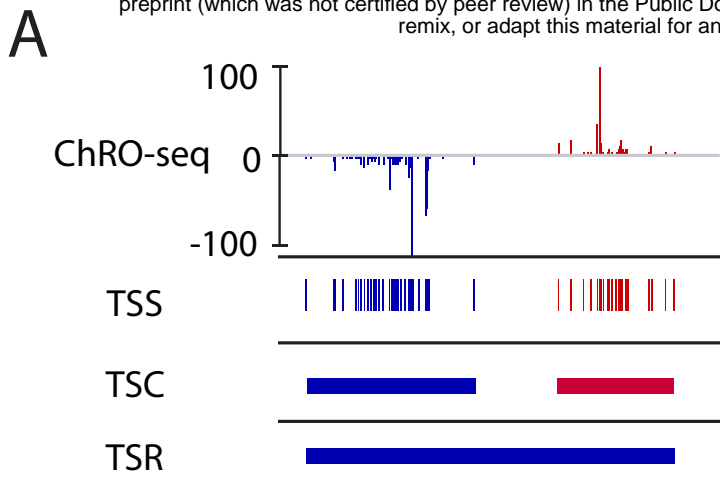 preprint (which was not certified by peer review) in the Public Do
remix, or adapt this material for an
A
100
ChRO-seq 0
-100
TSS
TSC
TSR